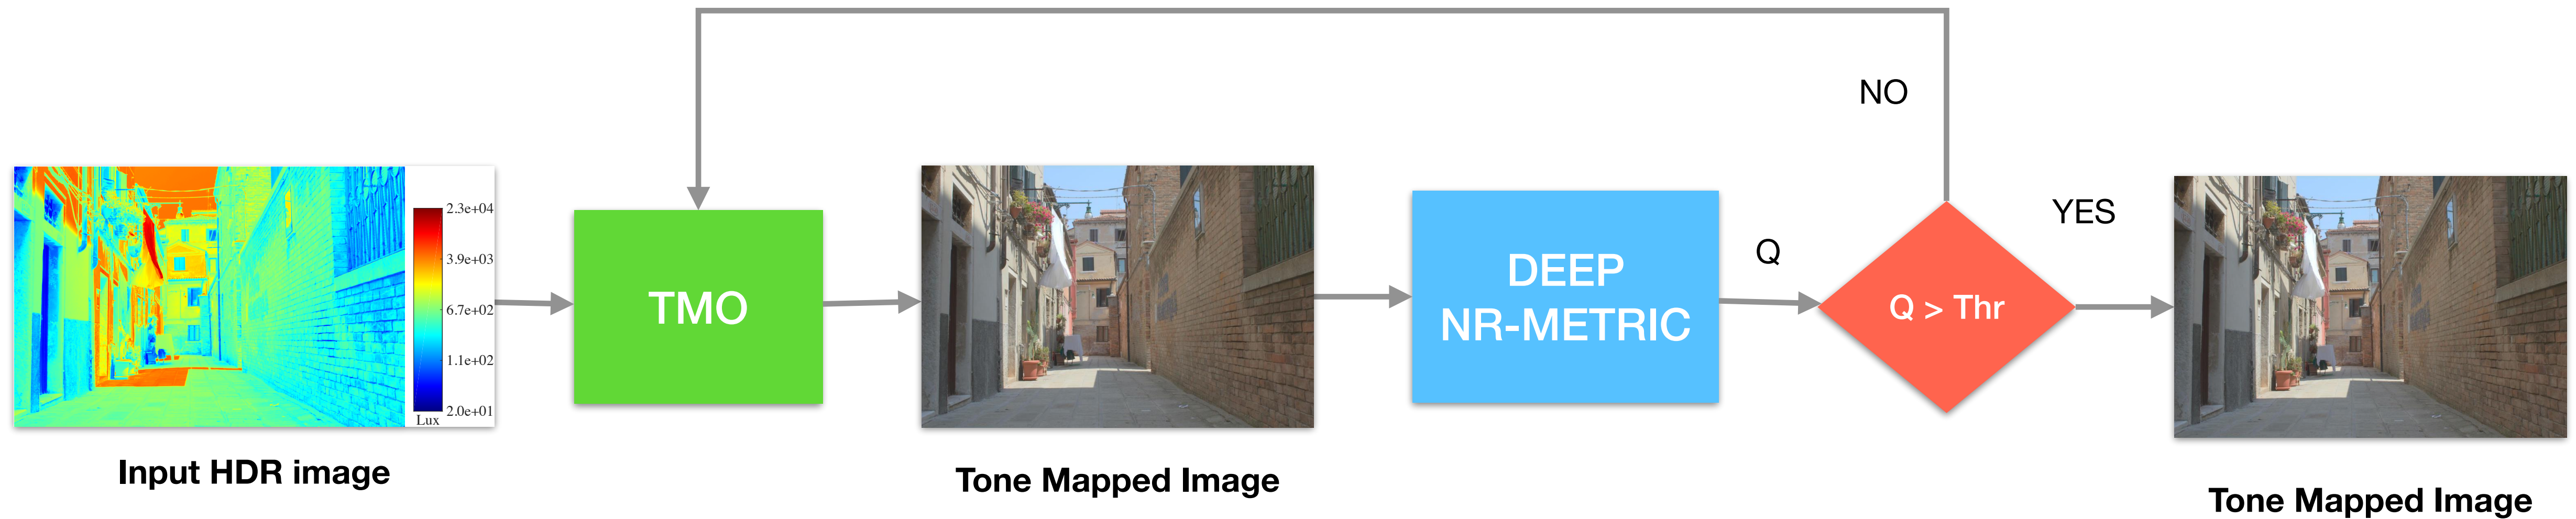 NO
2.3e+04
3.9e+03
6.7e+02
1.1e+02
2.0e+01
Lux
Input HDR image
TMO
Tone Mapped Image
DEEP
NR-METRIC
Q
Q > Thr
YES
Tone Mapped Image